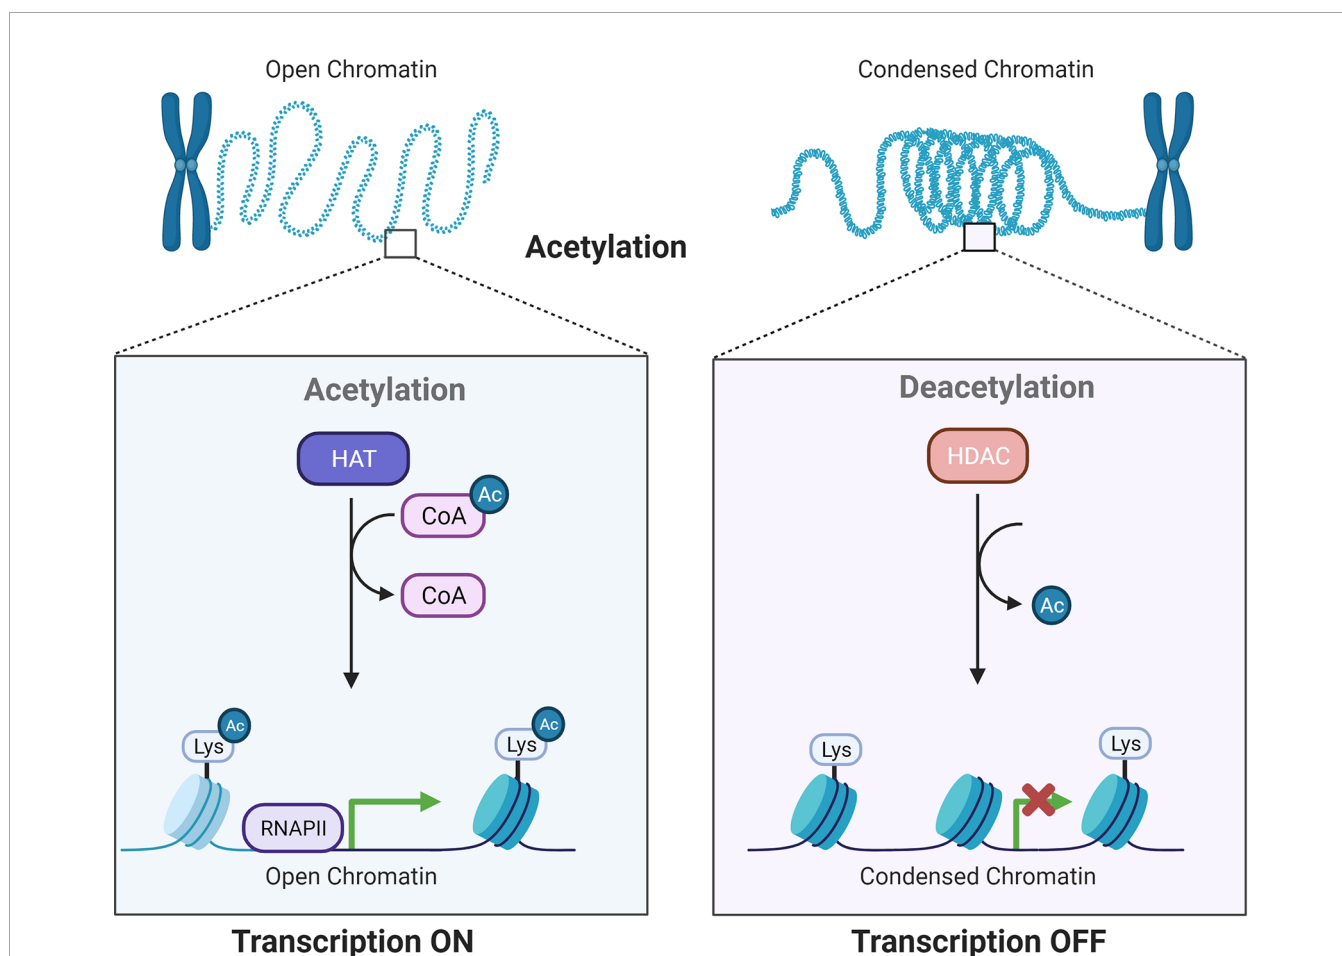 Open Chromatin
Condensed Chromatin
Acetylation
Acetylation
HAT
Ac
CoA
CoA
Ac
Lys
Ac
Lys
RNAPII
Open Chromatin
Transcription ON
Deacetylation
HDAC
Ac
Lys
Lys
Condensed Chromatin
Transcription OFF